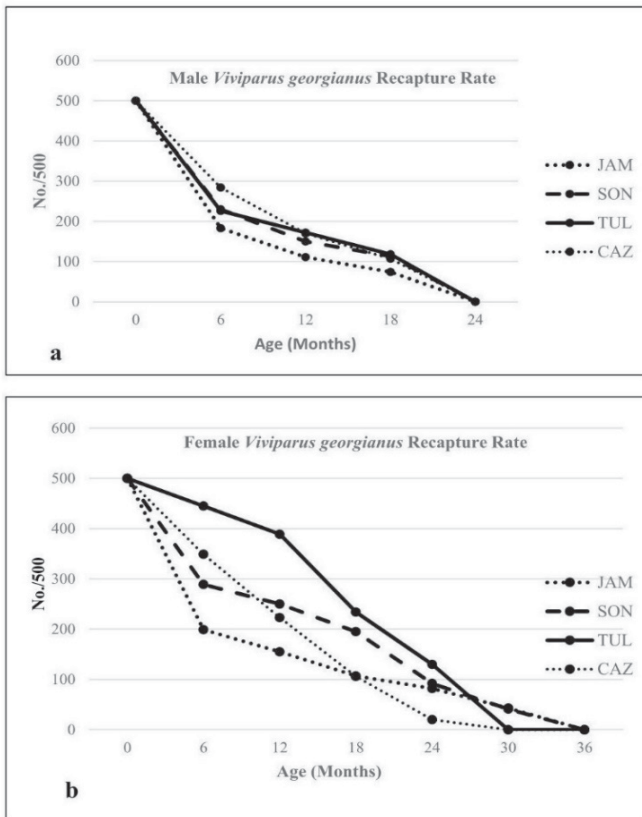 Male Viviparus georgianus Recapture Rate
600
500
400
300
200
100
0
No./500
0 6 12 18 24
Age (Months)
JAM
SON
TUL
CAZ
a
Female Viviparus georgianus Recapture Rate
600
500
400
300
200
100
0
No./500
0 6 12 18 24 30 36
Age (Months)
JAM
SON
TUL
CAZ
b